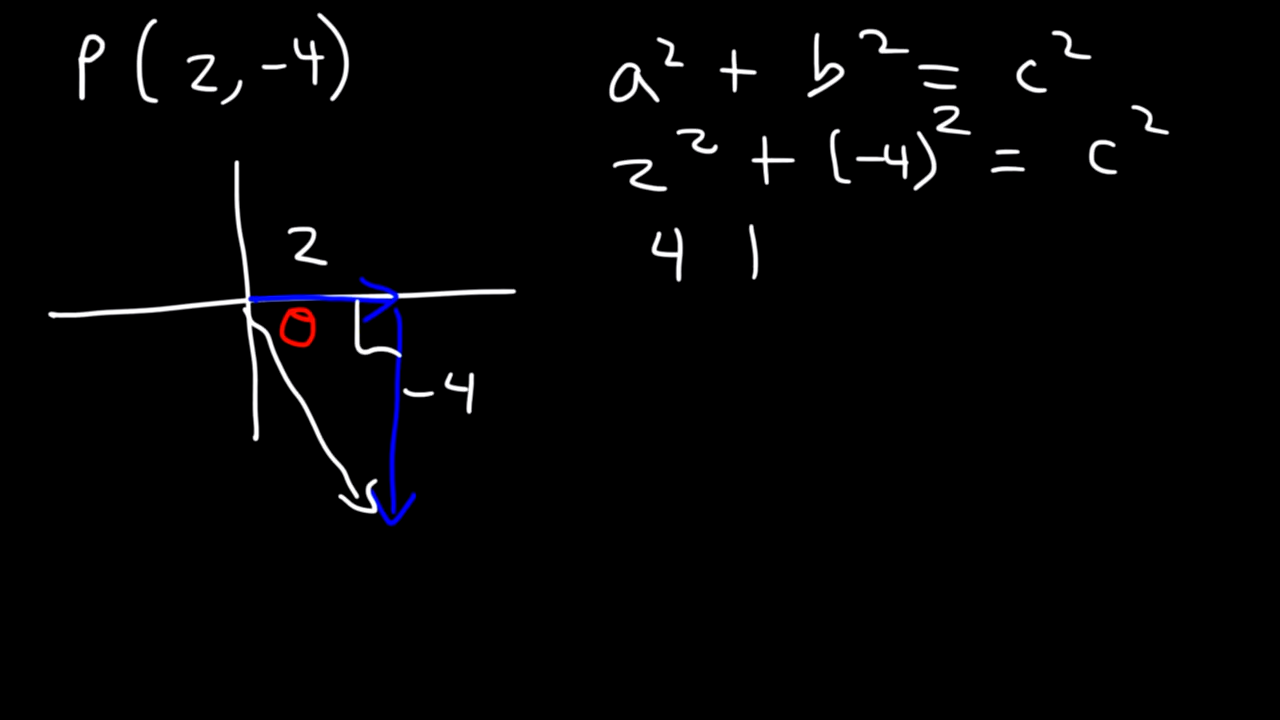 P(2,-4)
a² + b² = c²
2² + (-4)² = c²
4 1
2
θ
-4